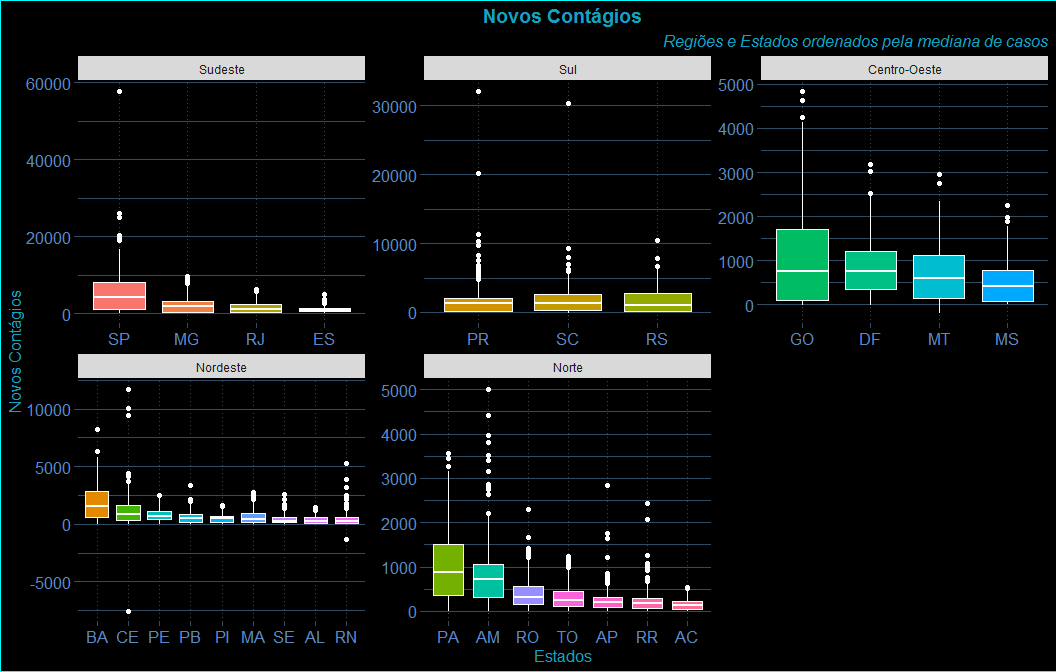 Novos Contágios
Regiões e Estados ordenados pela mediana de casos
Novos Contágios
Sudeste
60000
40000
20000
0
SP MG RJ ES
Sul
30000
20000
10000
0
PR SC RS
Centro-Oeste
5000
4000
3000
2000
1000
0
GO DF MT MS
Nordeste
10000
5000
0
-5000
BA CE PE PB PI MA SE AL RN
Norte
5000
4000
3000
2000
1000
0
PA AM RO TO AP RR AC
Estados